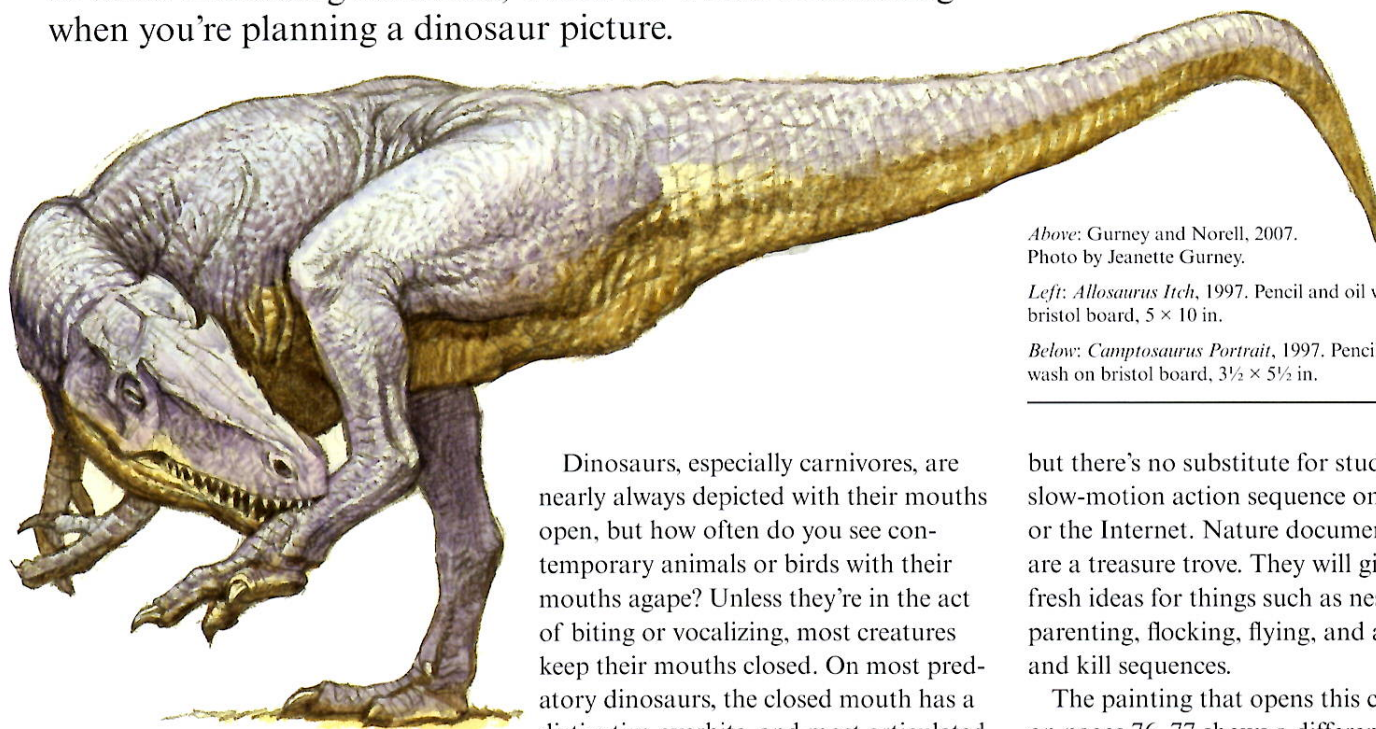 when you're planning a dinosaur picture.
Above: Gurney and Norell, 2007.
Photo by Jeanette Gurney.
Left: Allosaurus Itch, 1997. Pencil and oil
bristol board, 5 × 10 in.
Below: Camptosaurus Portrait, 1997.
wash on bristol board, 3½ × 5½ in.
Dinosaurs, especially carnivores, are
nearly always depicted with their mouths
open, but how often do you see con-
temporary animals or birds with their
mouths agape? Unless they're in the act
of biting or vocalizing, most creatures
keep their mouths closed. On most pred-
atory dinosaurs, the closed mouth has a
but there's no substitute for
slow-motion action sequence
or the Internet. Nature
are a treasure trove. They will
fresh ideas for things such as
parenting, flocking, flying, and
and kill sequences.
The painting that opens this